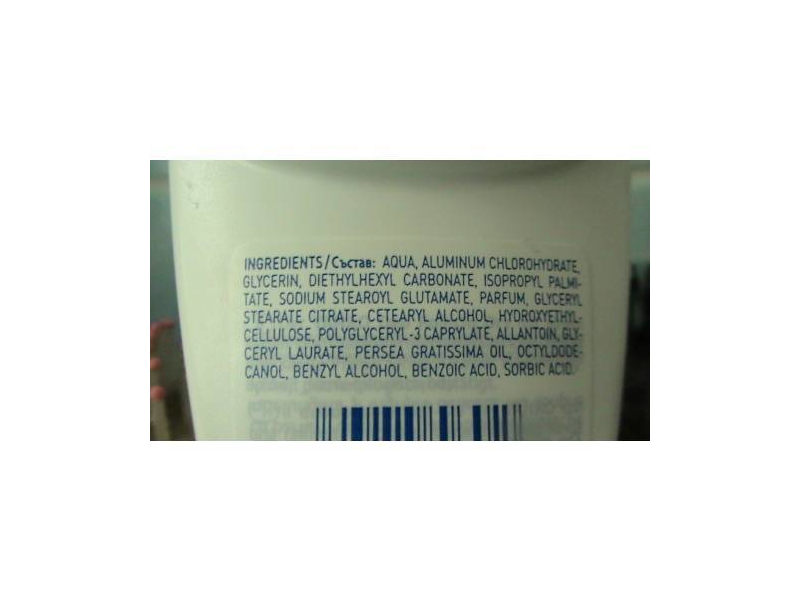 INGREDIENTS/Състав: AQUA, ALUMINUM CHLOROHYDRATE,
GLYCERIN, DIETHYLHEXYL CARBONATE, ISOPROPYL PALMI-
TATE, SODIUM STEAROYL GLUTAMATE, PARFUM, GLYCERYL
STEARATE CITRATE, CETEARYL ALCOHOL, HYDROXYETHYL-
CELLULOSE, POLYGLYCERYL-3 CAPRYLATE, ALLANTOIN, GLY-
CERYL LAURATE, PERSEA GRATISSIMA OIL, OCTYLDODE-
CANOL, BENZYL ALCOHOL, BENZOIC ACID, SORBIC ACID.